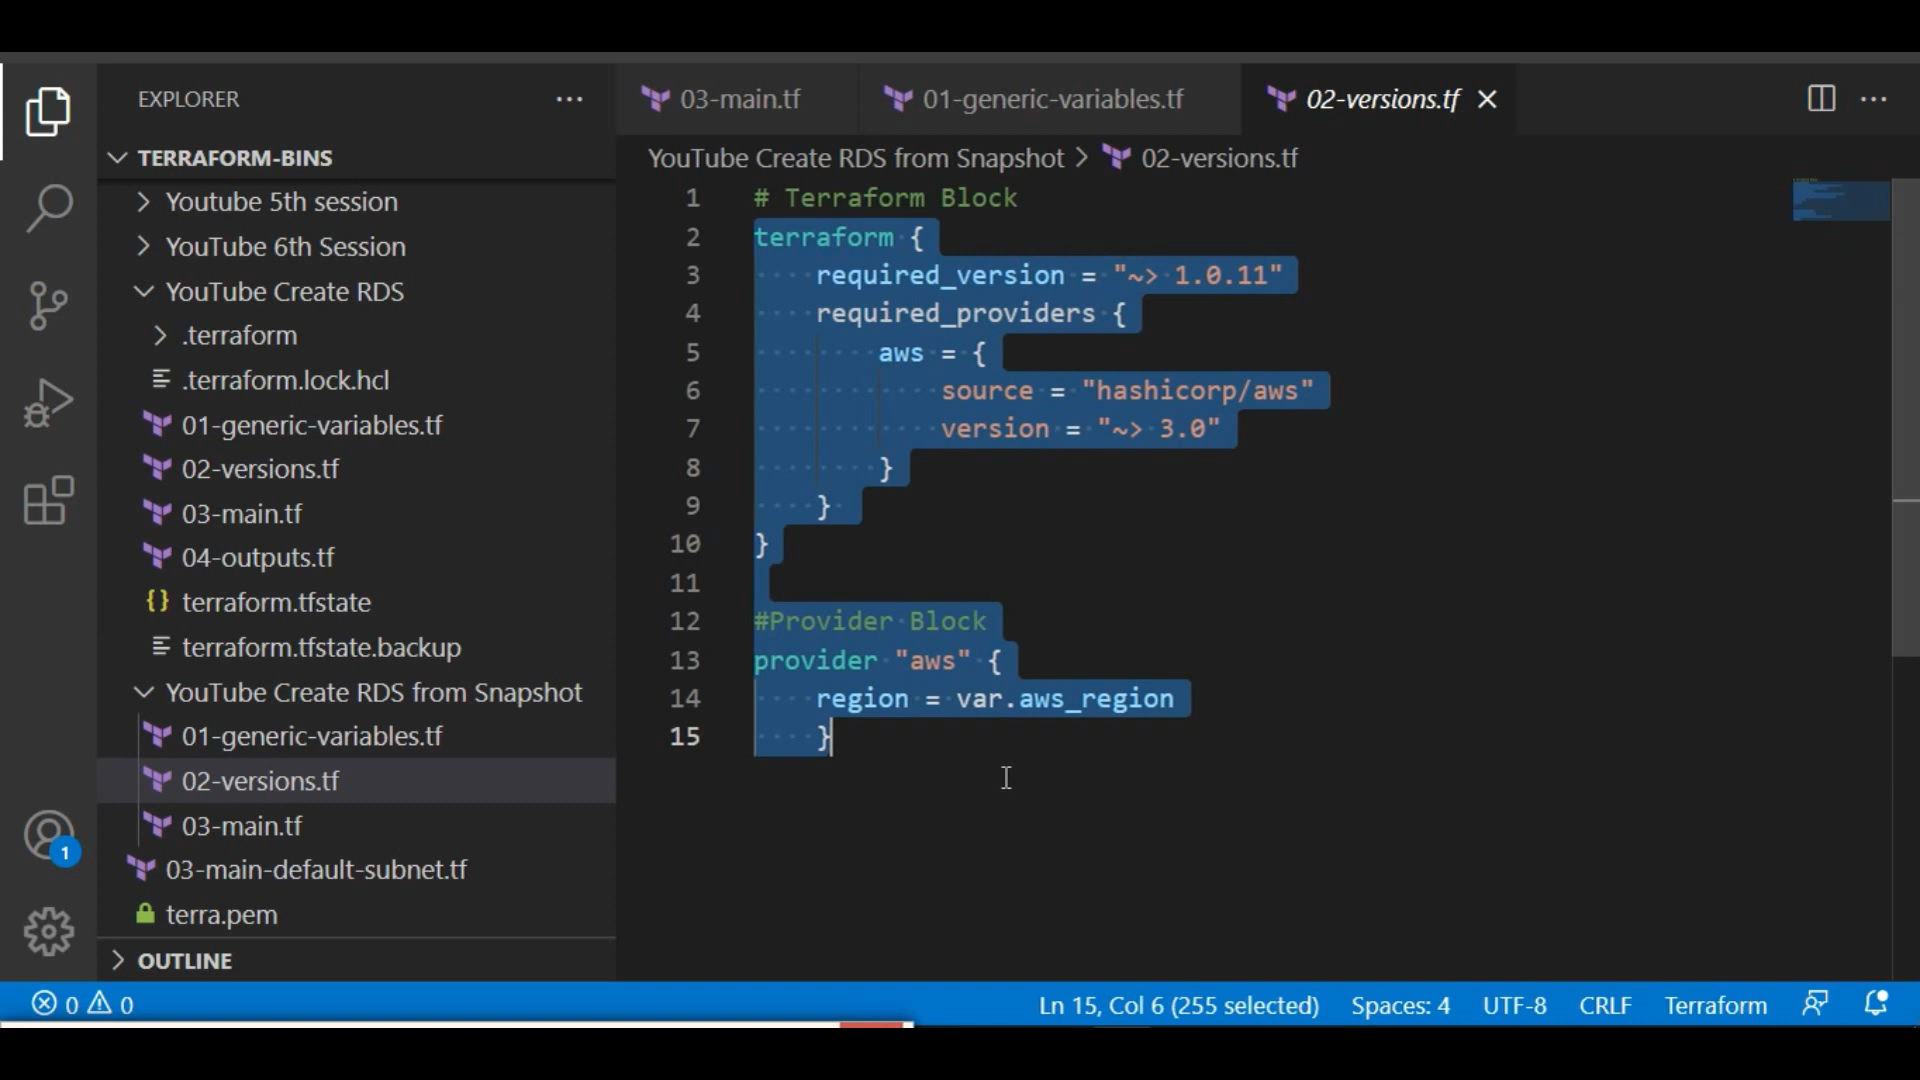 EXPLORER
TERRAFORM-BINS
Youtube 5th session
YouTube 6th Session
YouTube Create RDS
.terraform
.terraform.lock.hcl
01-generic-variables.tf
02-versions.tf
03-main.tf
04-outputs.tf
terraform.tfstate
terraform.tfstate.backup
YouTube Create RDS from Snapshot
01-generic-variables.tf
02-versions.tf
03-main.tf
03-main-default-subnet.tf
terra.pem
OUTLINE
1
03-main.tf 01-generic-variables.tf 02-versions.tf
YouTube Create RDS from Snapshot > 02-versions.tf
1 # Terraform Block
2 terraform {
3 required_version = "~> 1.0.11"
4 required_providers {
5 aws = {
6 source = "hashicorp/aws"
7 version = "~> 3.0"
8 }
9 }
10 }
11
12 #Provider Block
13 provider "aws" {
14 region = var.aws_region
15 }
0 0 Ln 15, Col 6 (255 selected) Spaces: 4 UTF-8 CRLF Terraform